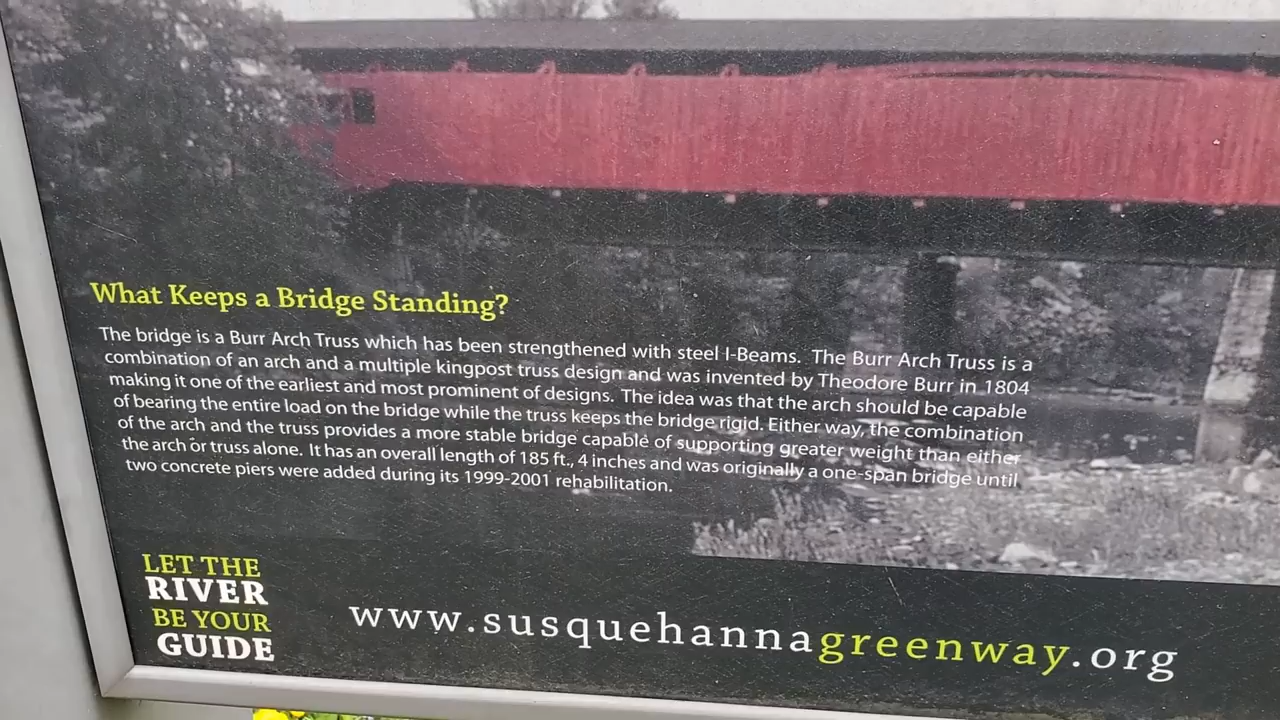 What Keeps a Bridge Standing?
The bridge is a Burr Arch Truss which has been strengthened with steel I-Beams. The Burr Arch Truss is a
combination of an arch and a multiple kingpost truss design and was invented by Theodore Burr in 1804
making it one of the earliest and most prominent of designs. The idea was that the arch should be capable
of bearing the entire load on the bridge while the truss keeps the bridge rigid. Either way, the combination
of the arch and the truss provides a more stable bridge capable of supporting greater weight than either
the arch or truss alone. It has an overall length of 185 ft., 4 inches and was originally a one-span bridge until
two concrete piers were added during its 1999-2001 rehabilitation.
LET THE
RIVER
BE YOUR
GUIDE
www.susquehannagreenway.org